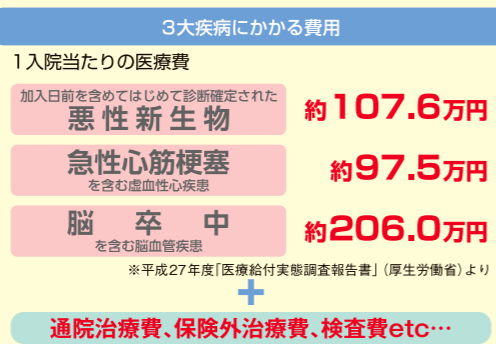 3大疾病にかかる費用
1入院当たりの医療費
加入日前を含めてはじめて診断確定された
悪性新生物
約107.6万円
急性心筋梗塞
を含む虚血性心疾患
約97.5万円
脳卒中
を含む脳血管疾患
約206.0万円
※平成27年度「医療給付実態調査報告書」（厚生労働省）より
+
通院治療費、保険外治療費、検査費etc…